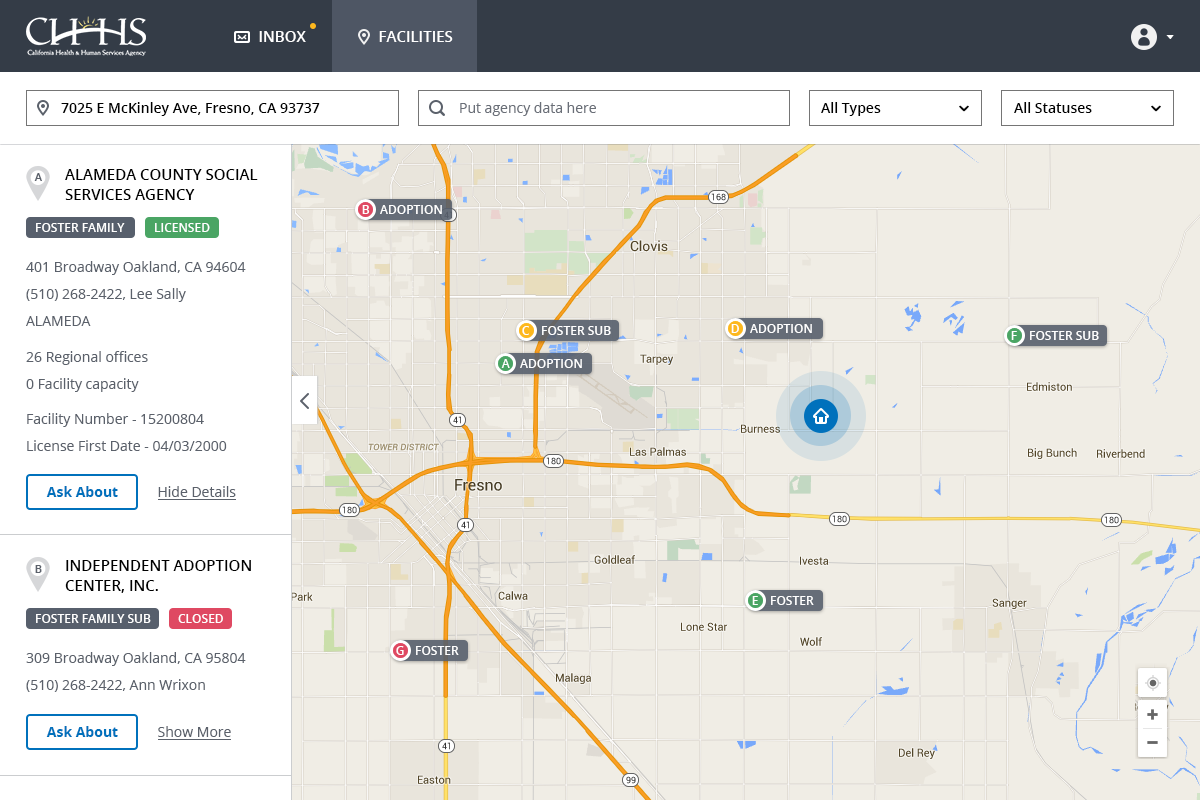 CHHS
California Health & Human Services Agency
INBOX
FACILITIES
7025 E McKinley Ave, Fresno, CA 93737
Put agency data here
All Types
All Statuses
A
ALAMEDA COUNTY SOCIAL
SERVICES AGENCY
FOSTER FAMILY
LICENSED
401 Broadway Oakland, CA 94604
(510) 268-2422, Lee Sally
ALAMEDA
26 Regional offices
0 Facility capacity
Facility Number - 15200804
License First Date - 04/03/2000
Ask About
Hide Details
B
INDEPENDENT ADOPTION
CENTER, INC.
FOSTER FAMILY SUB
CLOSED
309 Broadway Oakland, CA 95804
(510) 268-2422, Ann Wrixon
Ask About
Show More
168
B ADOPTION
Clovis
C FOSTER SUB
D ADOPTION
F FOSTER SUB
A ADOPTION
Tarpey
Edmiston
41
Burness
TOWER DISTRICT
Las Palmas
Big Bunch
Riverbend
180
Fresno
180
41
180
180
Goldleaf
Ivesta
Park
Calwa
E FOSTER
Sanger
Lone Star
Wolf
G FOSTER
Malaga
41
Del Rey
Easton
99